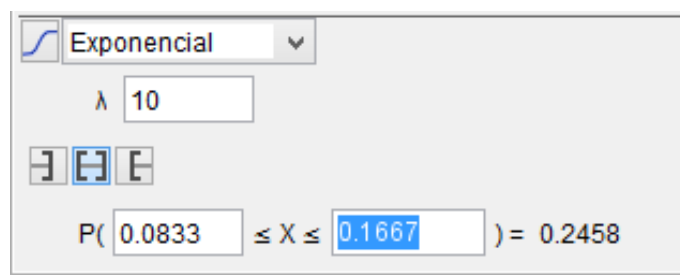 Exponencial
λ 10
P( 0.0833 ≤ X ≤ 0.1667 ) = 0.2458